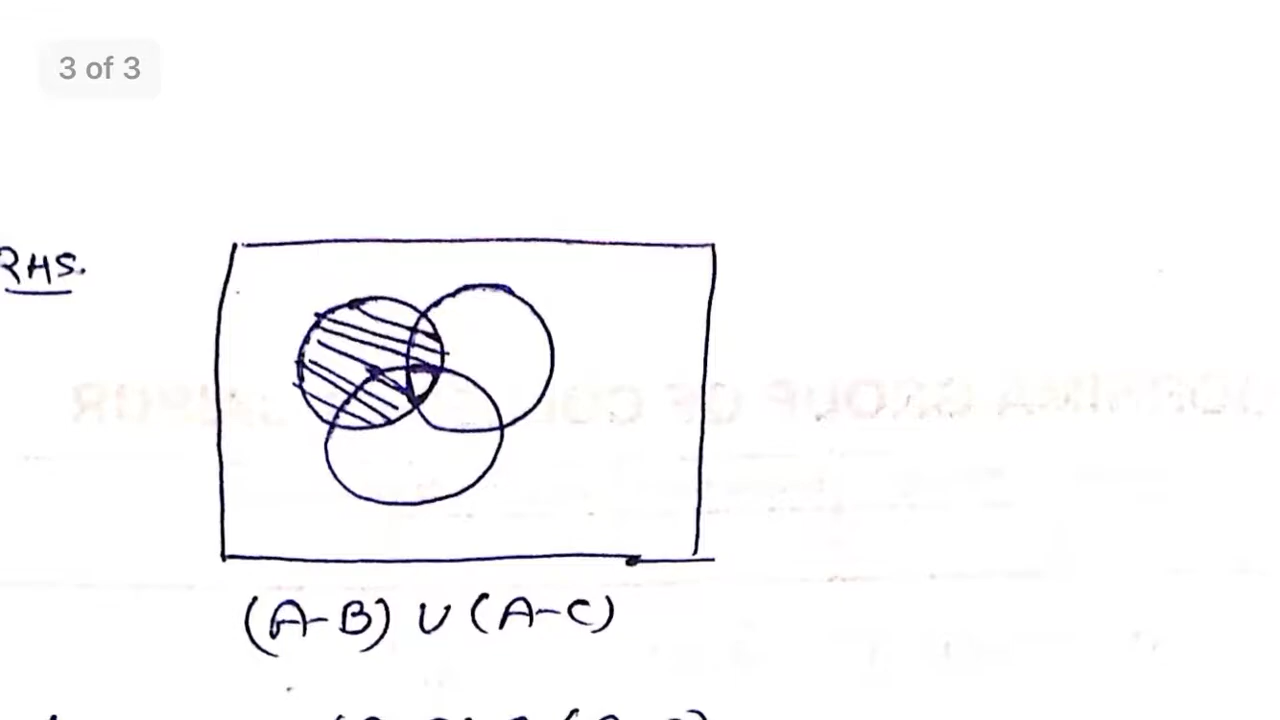 3 of 3
RHS.
(A-B) ∪ (A-C)